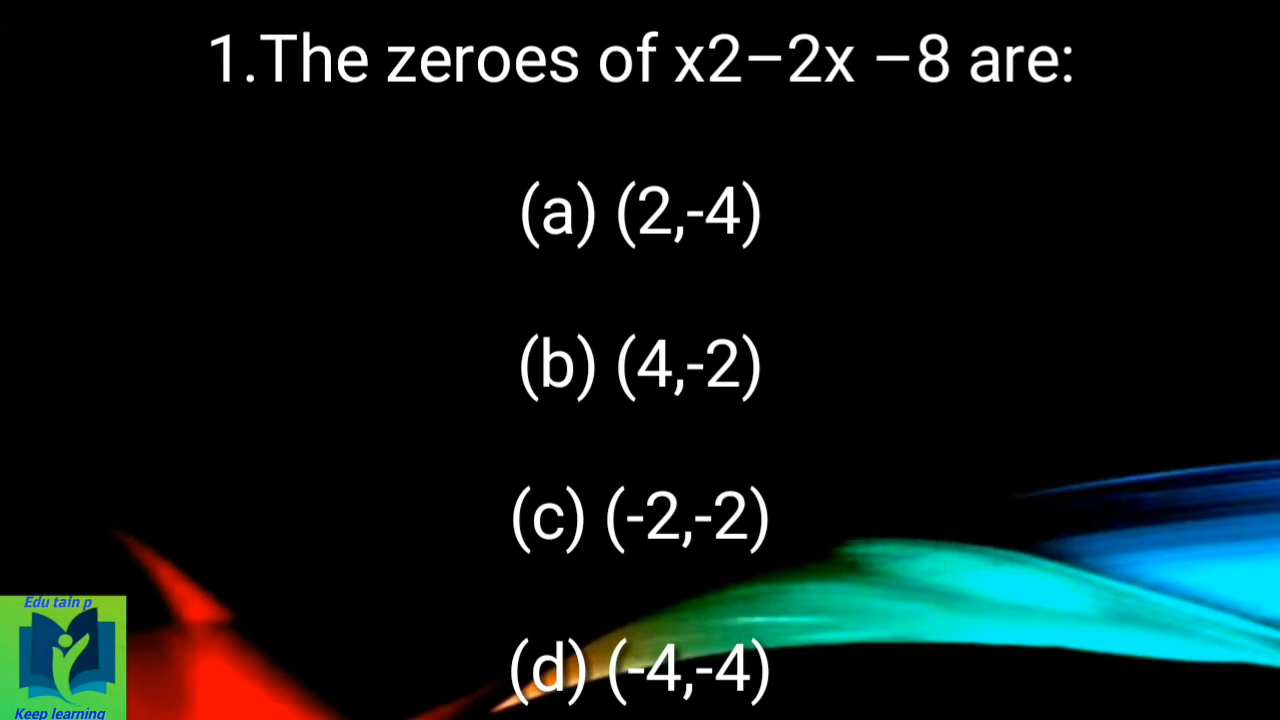 1.The zeroes of x2–2x –8 are:
(a) (2,-4)
(b) (4,-2)
(c) (-2,-2)
(d) (-4,-4)
Edu tain p
Keep learning